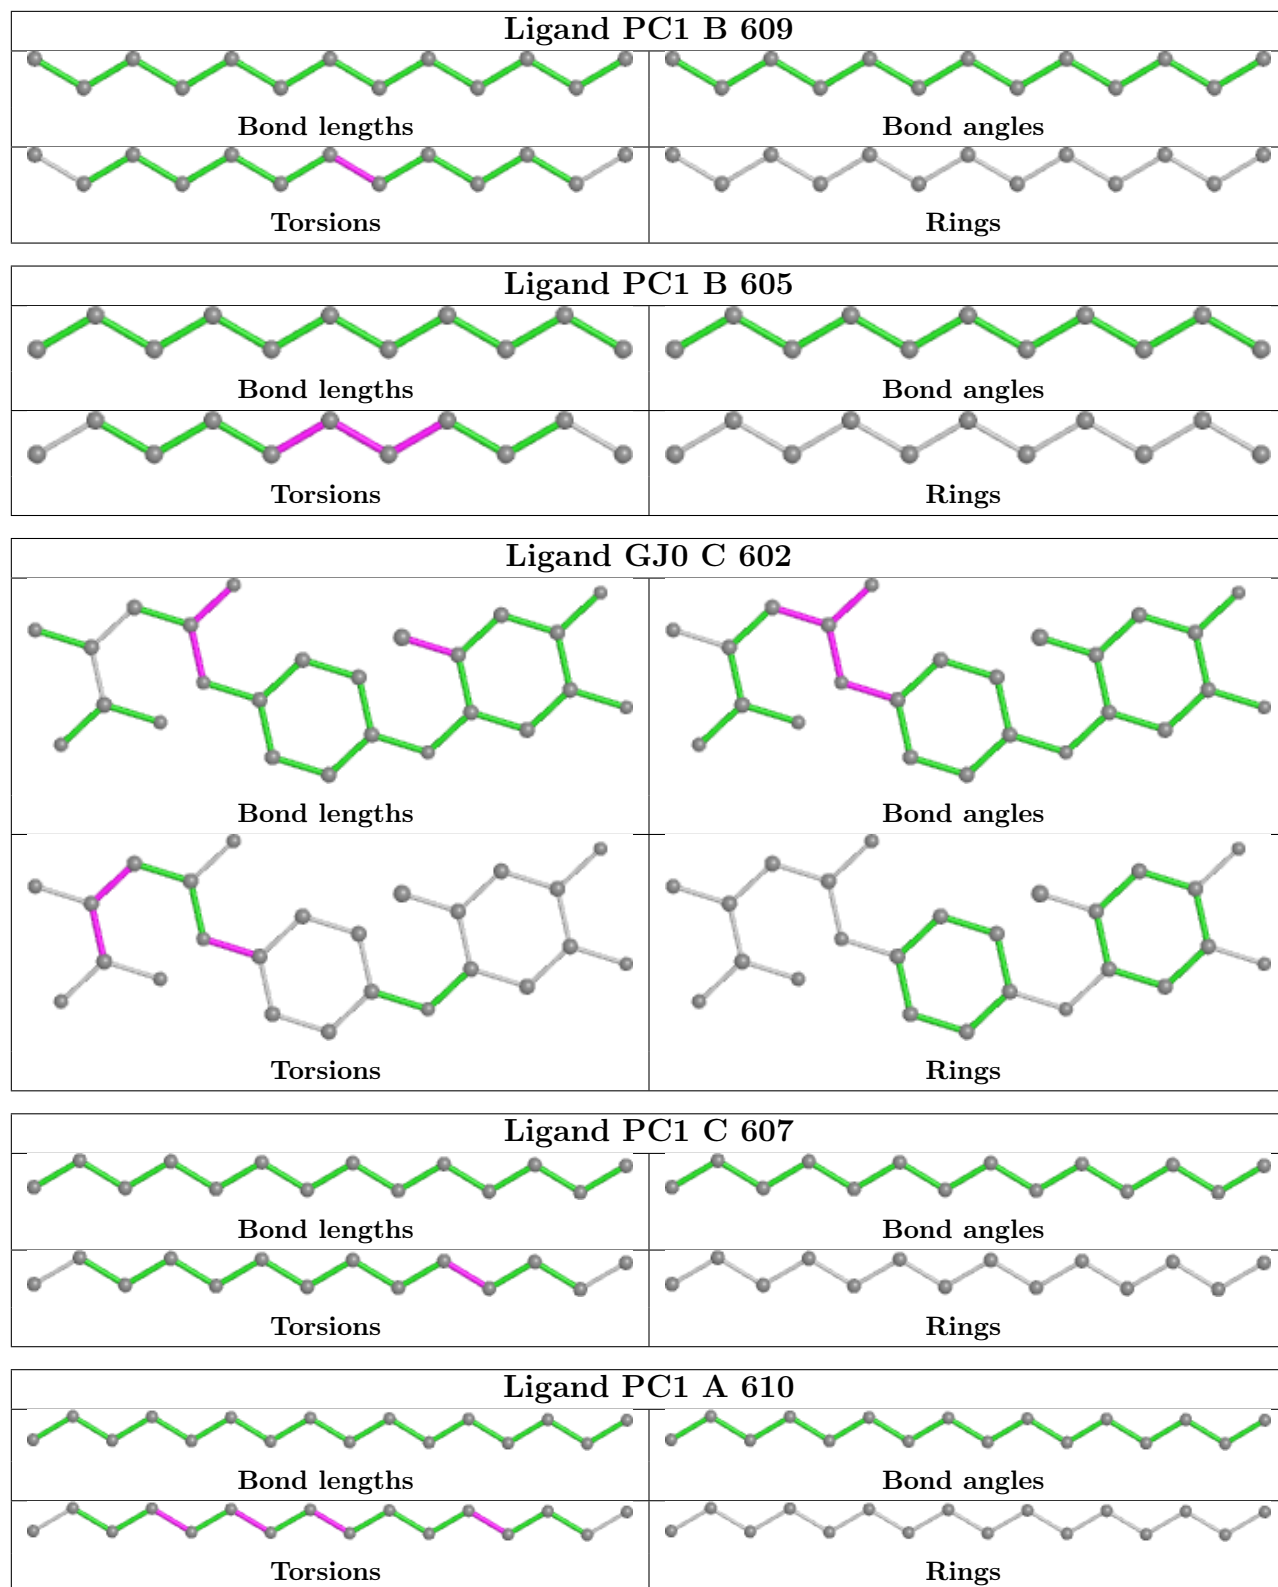 Ligand PC1 B 609
Bond lengths Bond angles
Torsions Rings
Ligand PC1 B 605
Bond lengths Bond angles
Torsions Rings
Ligand GJ0 C 602
Bond lengths Bond angles
Torsions Rings
Ligand PC1 C 607
Bond lengths Bond angles
Torsions Rings
Ligand PC1 A 610
Bond lengths Bond angles
Torsions Rings